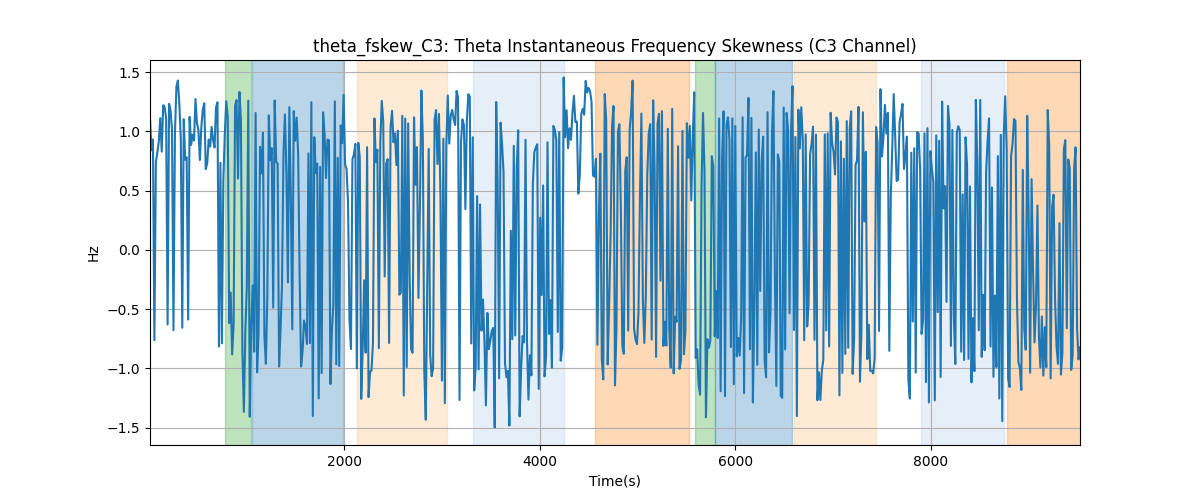 theta_fskew_C3: Theta Instantaneous Frequency Skewness (C3 Channel)
1.5
1.0
0.5
0.0
−0.5
−1.0
−1.5
Hz
2000 4000 6000 8000
Time(s)